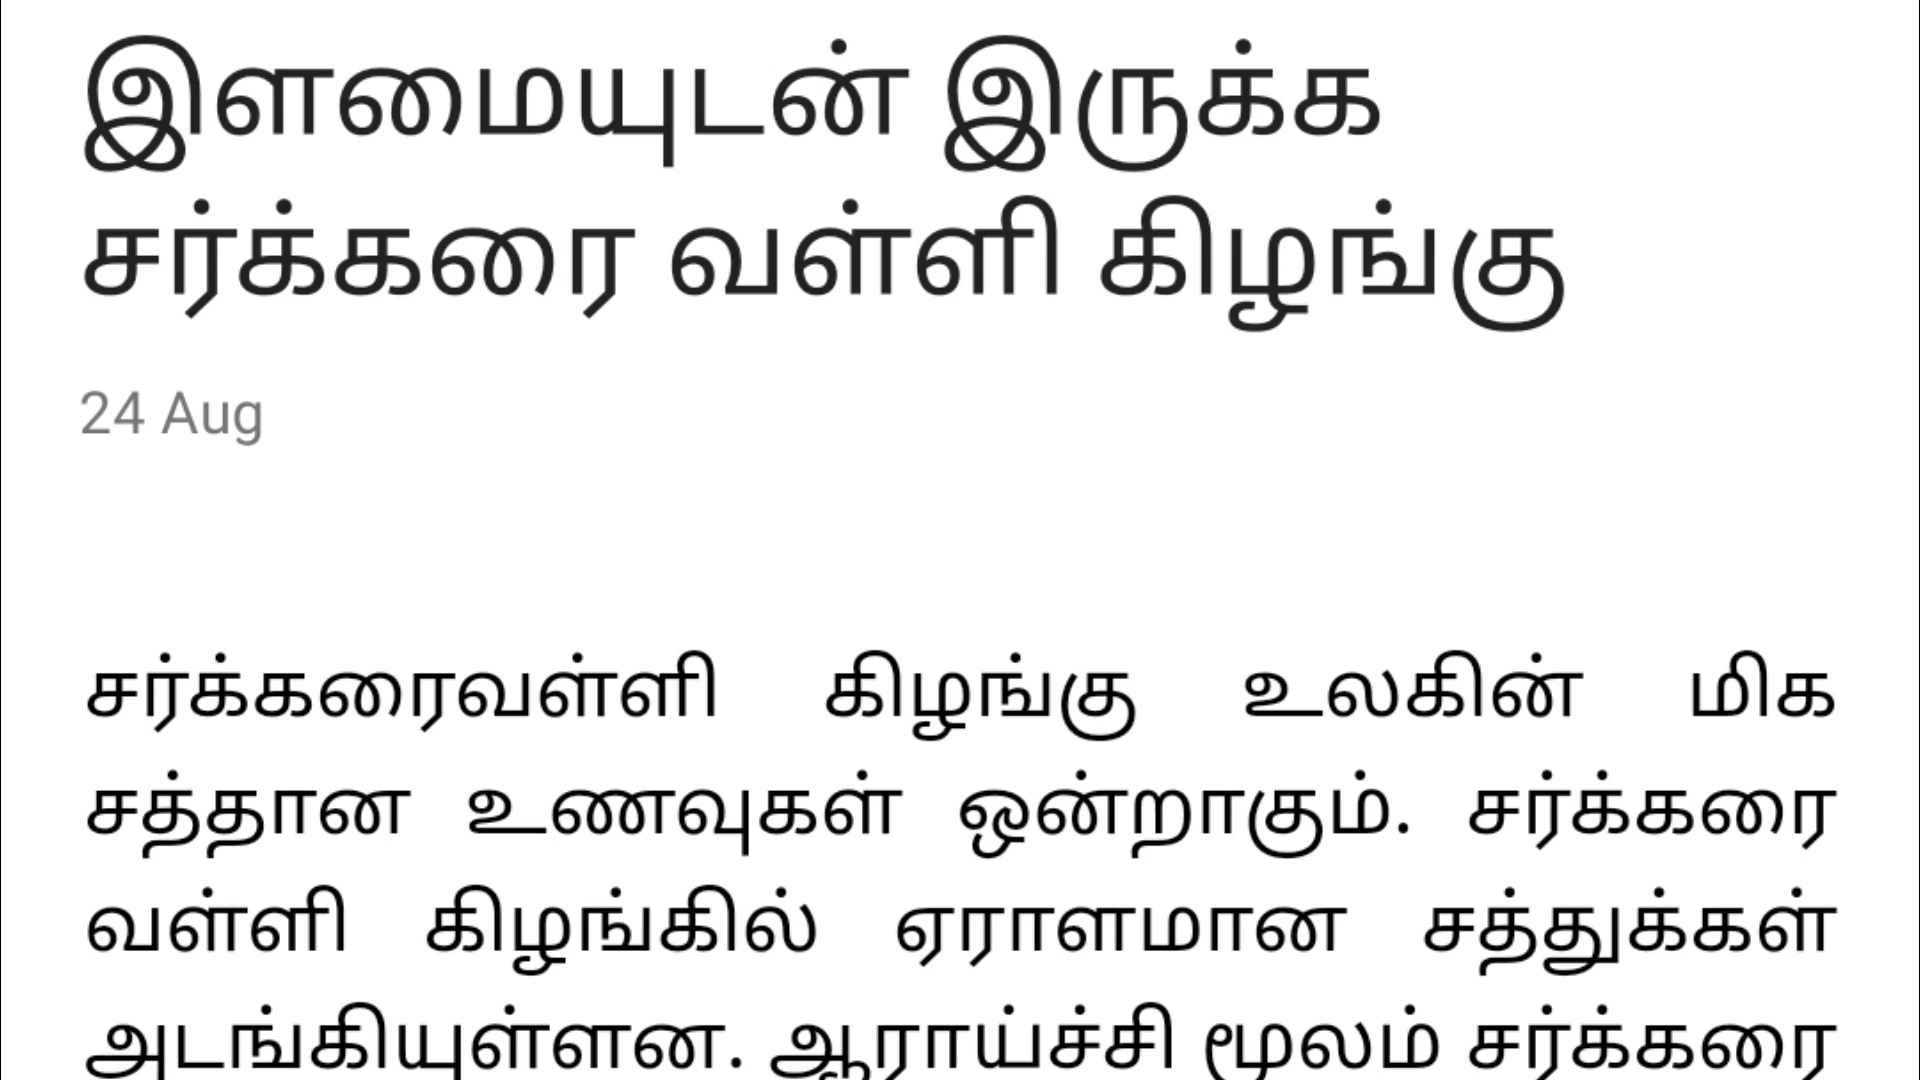 இளமையுடன் இருக்க
சர்க்கரை வள்ளி கிழங்கு
24 Aug
சர்க்கரைவள்ளி கிழங்கு உலகின் மிக
சத்தான உணவுகள் ஒன்றாகும். சர்க்கரை
வள்ளி கிழங்கில் ஏராளமான சத்துக்கள்
அடங்கியுள்ளன. ஆராய்ச்சி மூலம் சர்க்கரை